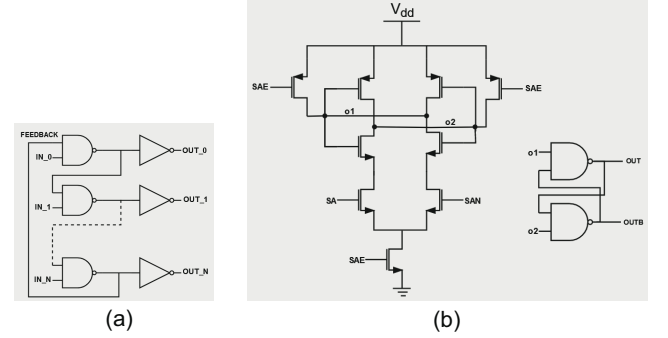 Vdd
SAE
SAE
o1
o2
SA
SAN
SAE
o1
OUT
o2
OUTB
FEEDBACK
IN_0
OUT_0
IN_1
OUT_1
IN_N
OUT_N
(a)
(b)